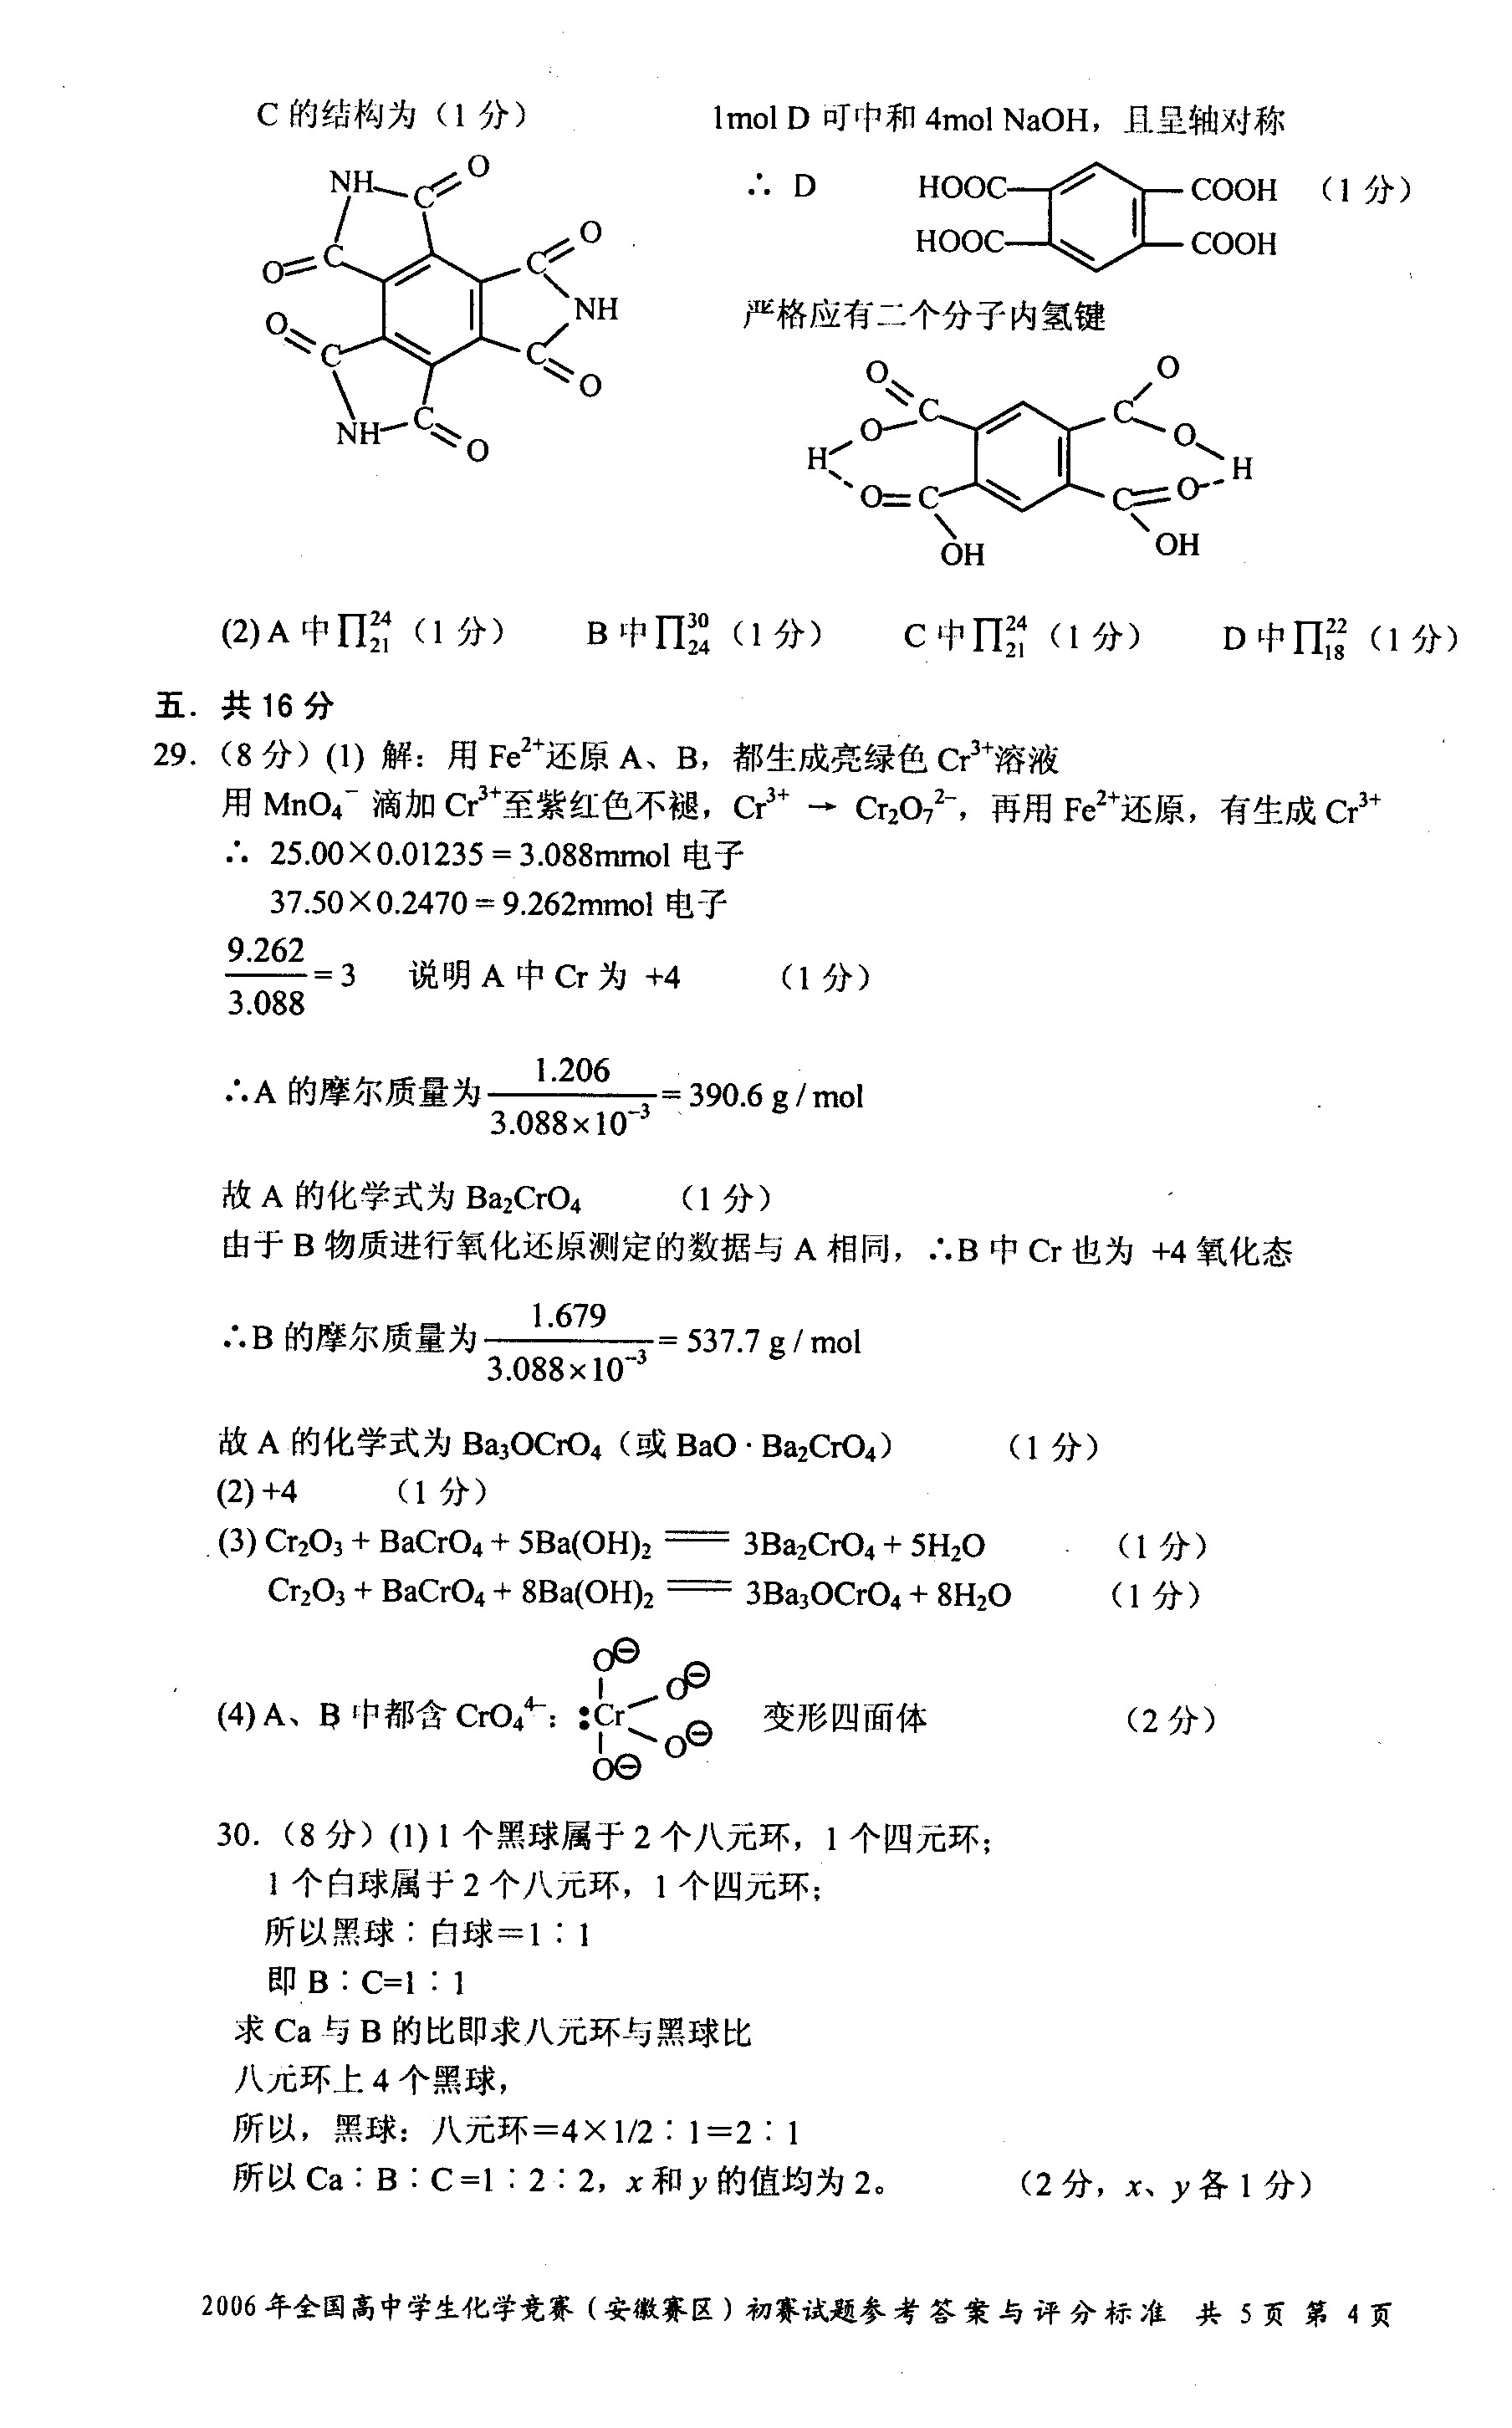 C 的结构为（1 分）
NH C O
O C C O
NH
O C C O
NH C O
1mol D 可中和 4mol NaOH，且呈轴对称
∴ D HOOC COOH （1 分）
HOOC COOH
严格应有二个分子内氢键
O C C O
O O
H H
O=C C=O
OH OH
(2) A 中∏₂₁²⁴（1 分） B 中∏₂₄³⁰（1 分） C 中∏₂₁²⁴（1 分） D 中∏₁₈²²（1 分）
五．共 16 分
29.（8 分）(1) 解：用 Fe²⁺还原 A、B，都生成亮绿色 Cr³⁺溶液
用 MnO₄⁻ 滴加 Cr³⁺至紫红色不褪，Cr³⁺ → Cr₂O₇²⁻，再用 Fe²⁺还原，有生成 Cr³⁺
∴ 25.00×0.01235 = 3.088mmol 电子
37.50×0.2470 = 9.262mmol 电子
9.262/3.088 = 3 说明 A 中 Cr 为 +4 （1 分）
∴A 的摩尔质量为 1.206/3.088×10⁻³ = 390.6 g / mol
故 A 的化学式为 Ba₂CrO₄ （1 分）
由于 B 物质进行氧化还原测定的数据与 A 相同，∴B 中 Cr 也为 +4 氧化态
∴B 的摩尔质量为 1.679/3.088×10⁻³ = 537.7 g / mol
故 A 的化学式为 Ba₃OCrO₄（或 BaO · Ba₂CrO₄） （1 分）
(2) +4 （1 分）
(3) Cr₂O₃ + BaCrO₄ + 5Ba(OH)₂ ══ 3Ba₂CrO₄ + 5H₂O （1 分）
Cr₂O₃ + BaCrO₄ + 8Ba(OH)₂ ══ 3Ba₃OCrO₄ + 8H₂O （1 分）
O⊖
O⊖
(4) A、B 中都含 CrO₄⁴⁻： :Cr 变形四面体 （2 分）
O⊖
O⊖
30.（8 分）(1) 1 个黑球属于 2 个八元环，1 个四元环；
1 个白球属于 2 个八元环，1 个四元环；
所以黑球∶白球＝1∶1
即 B∶C=1∶1
求 Ca 与 B 的比即求八元环与黑球比
八元环上 4 个黑球，
所以，黑球：八元环＝4×1/2∶1＝2∶1
所以 Ca∶B∶C =1∶2∶2，x 和 y 的值均为 2。 （2 分，x、y 各 1 分）
2006 年全国高中学生化学竞赛（安徽赛区）初赛试题参考答案与评分标准 共 5 页 第 4 页